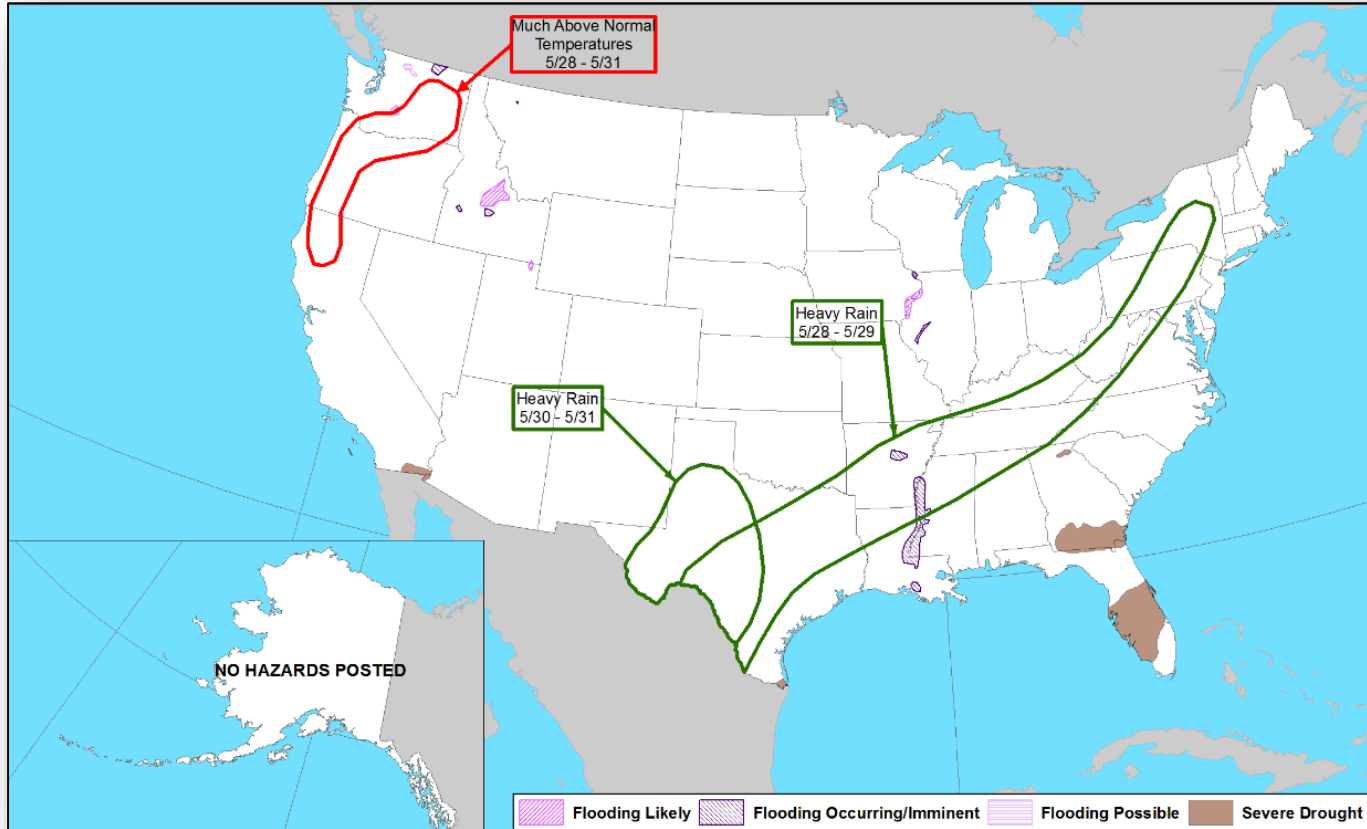 Much Above Normal
Temperatures
5/28 - 5/31
Heavy Rain
5/28 - 5/29
Heavy Rain
5/30 - 5/31
NO HAZARDS POSTED
Flooding Likely
Flooding Occurring/Imminent
Flooding Possible
Severe Drought